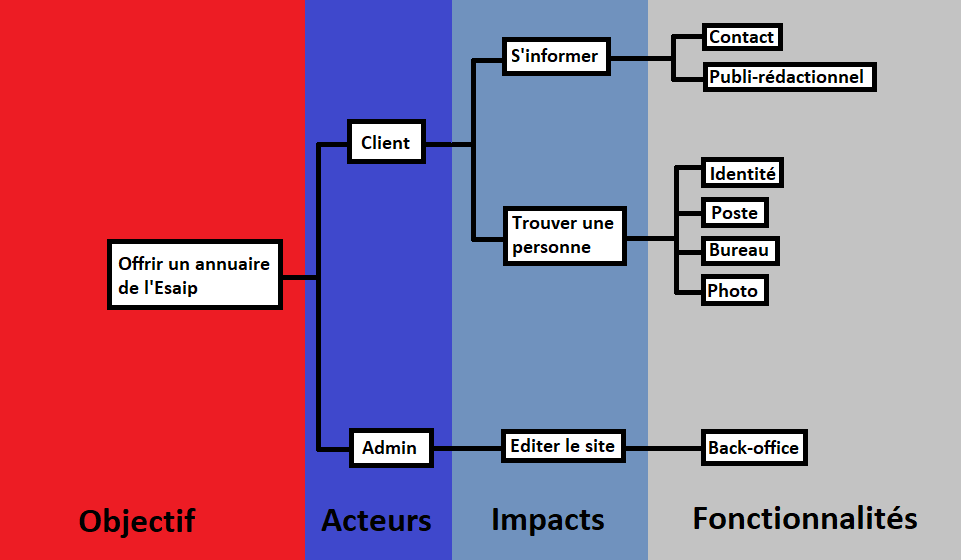 Contact
S'informer
Publi-rédactionnel
Client
Identité
Poste
Trouver une
personne
Bureau
Photo
Offrir un annuaire
de l'Esaip
Admin
Editer le site
Back-office
Objectif
Acteurs
Impacts
Fonctionnalités